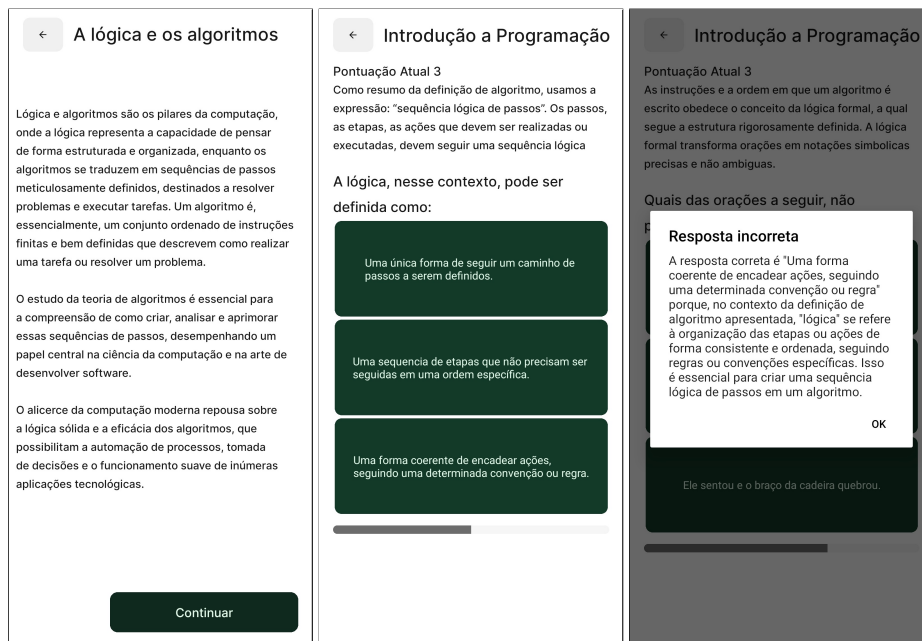 ← A lógica e os algoritmos
Lógica e algoritmos são os pilares da computação,
onde a lógica representa a capacidade de pensar
de forma estruturada e organizada, enquanto os
algoritmos se traduzem em sequências de passos
meticulosamente definidos, destinados a resolver
problemas e executar tarefas. Um algoritmo é,
essencialmente, um conjunto ordenado de instruções
finitas e bem definidas que descrevem como realizar
uma tarefa ou resolver um problema.
O estudo da teoria de algoritmos é essencial para
a compreensão de como criar, analisar e aprimorar
essas sequências de passos, desempenhando um
papel central na ciência da computação e na arte de
desenvolver software.
O alicerce da computação moderna repousa sobre
a lógica sólida e a eficácia dos algoritmos, que
possibilitam a automação de processos, tomada
de decisões e o funcionamento suave de inúmeras
aplicações tecnológicas.
Continuar
← Introdução a Programação
Pontuação Atual 3
Como resumo da definição de algoritmo, usamos a
expressão: “sequência lógica de passos”. Os passos,
as etapas, as ações que devem ser realizadas ou
executadas, devem seguir uma sequência lógica
A lógica, nesse contexto, pode ser
definida como:
Uma única forma de seguir um caminho de
passos a serem definidos.
Uma sequencia de etapas que não precisam ser
seguidas em uma ordem específica.
Uma forma coerente de encadear ações,
seguindo uma determinada convenção ou regra.
← Introdução a Programação
Pontuação Atual 3
As instruções e a ordem em que um algoritmo é
escrito obedece o conceito da lógica formal, a qual
segue a estrutura rigorosamente definida. A lógica
formal transforma orações em notações simbolicas
precisas e não ambiguas.
Quais das orações a seguir, não
Resposta incorreta
A resposta correta é "Uma forma
coerente de encadear ações, seguindo
uma determinada convenção ou regra"
porque, no contexto da definição de
algoritmo apresentada, "lógica" se refere
à organização das etapas ou ações de
forma consistente e ordenada, seguindo
regras ou convenções específicas. Isso
é essencial para criar uma sequência
lógica de passos em um algoritmo.
OK
Ele sentou e o braço da cadeira quebrou.